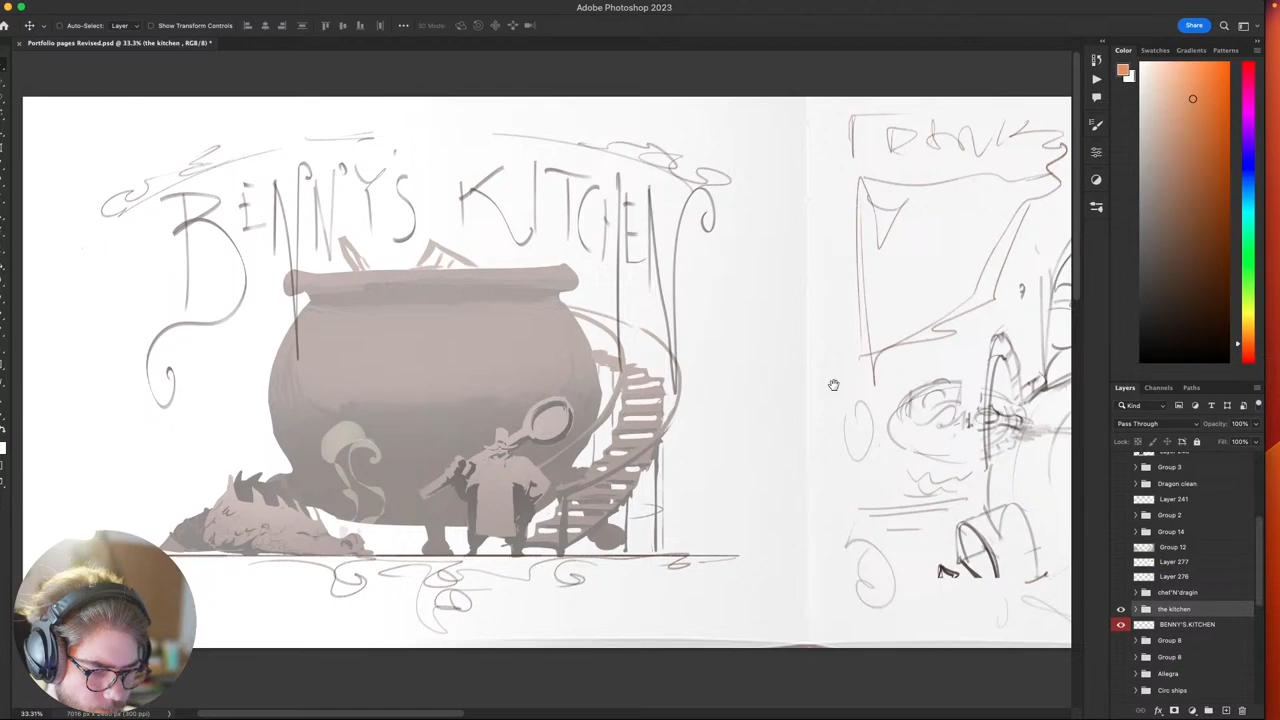 Adobe Photoshop 2023
Auto-Select: Layer Show Transform Controls 3D Mode: Share
Portfolio pages Revised.psd @ 33.3% (the kitchen , RGB/8) *
Color Swatches Gradients Patterns
BENNY'S KITCHEN
Layers Channels Paths
Kind
Pass Through Opacity: 100%
Lock: Fill: 100%
Group 3
Dragon clean
Layer 241
Group 2
Group 14
Group 12
Layer 277
Layer 276
chef'N'dragin
the kitchen
BENNY'S.KITCHEN
Group 8
Group 8
Allegra
Circ ships
33.31%